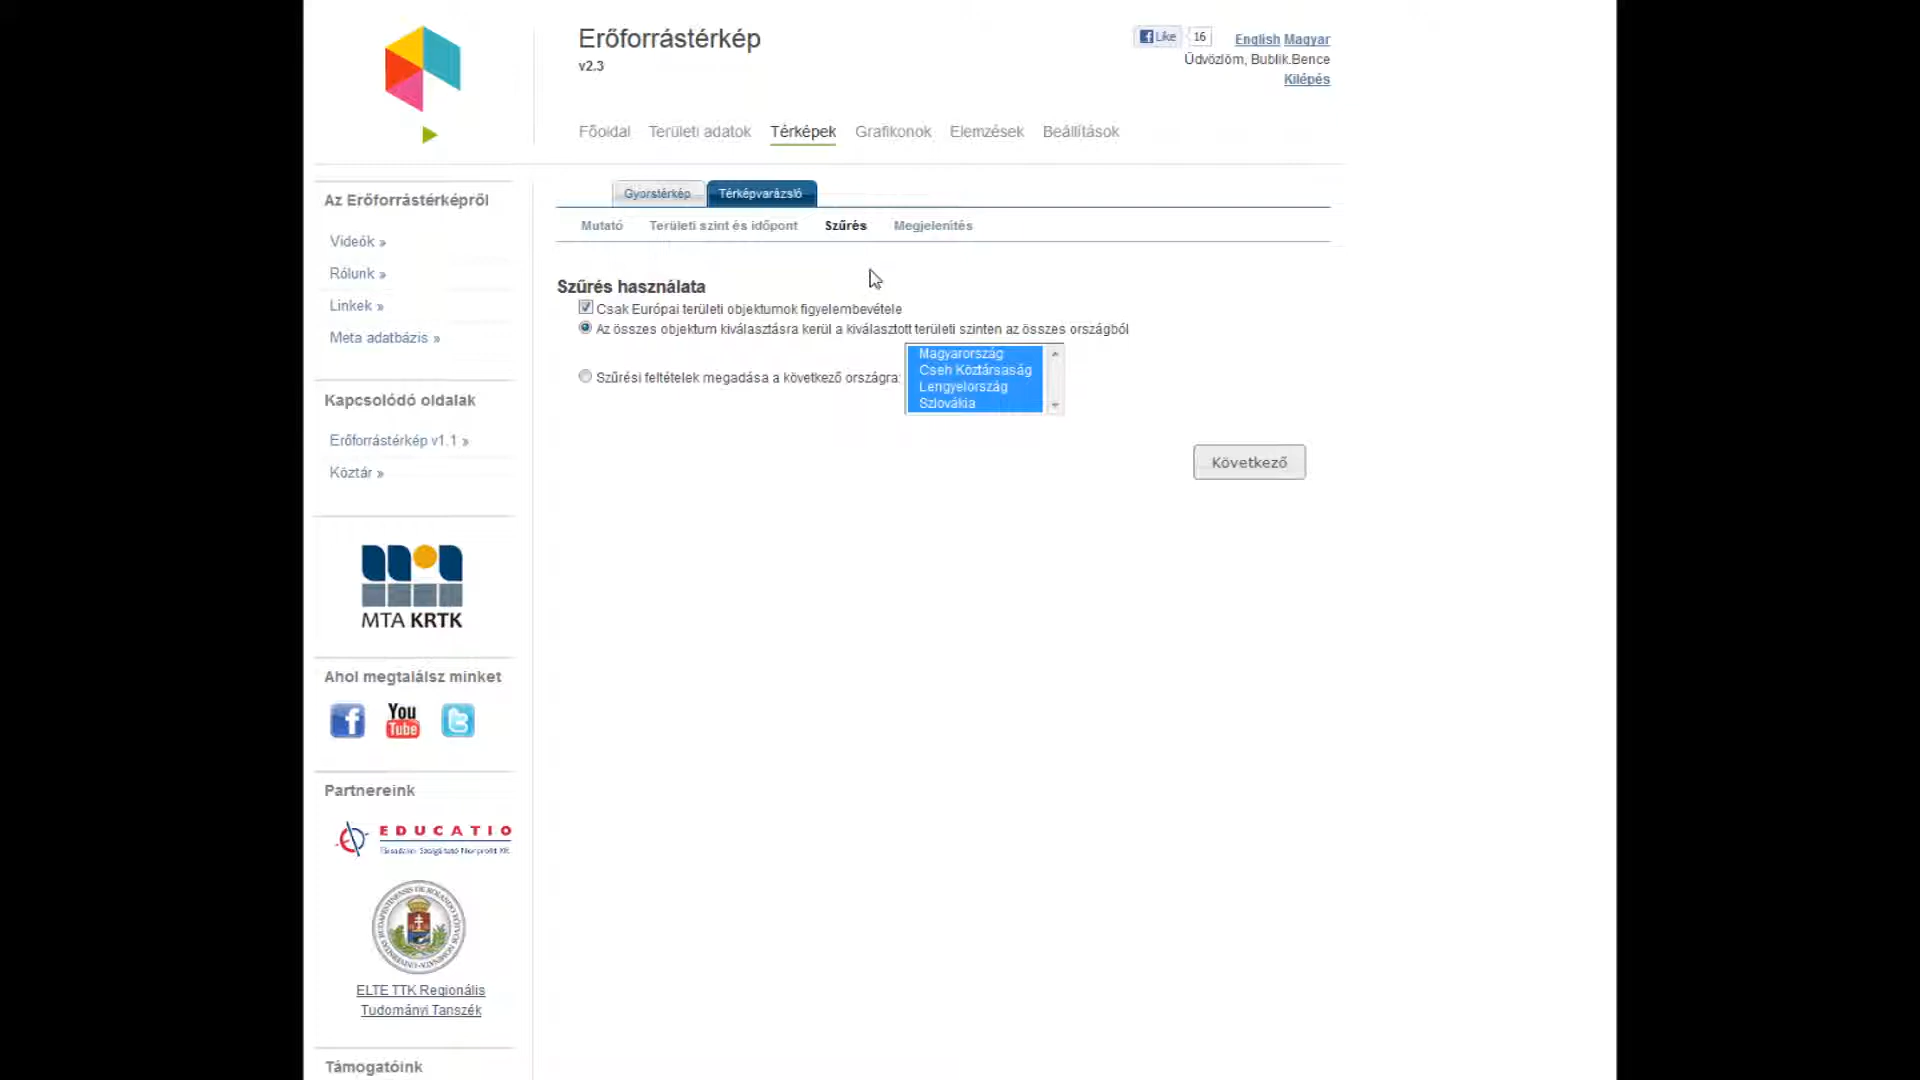 Erőforrástérkép
v2.3
Like 16
English Magyar
Üdvözlöm, Bublik.Bence
Kilépés
Főoldal Területi adatok Térképek Grafikonok Elemzések Beállítások
Az Erőforrástérképről
Videók »
Rólunk »
Linkek »
Meta adatbázis »
Kapcsolódó oldalak
Erőforrástérkép v1.1 »
Köztár »
MTA KRTK
Ahol megtalálsz minket
You
Tube
Partnereink
EDUCATIO
ELTE TTK Regionális
Tudományi Tanszék
Támogatóink
Gyorstérkép Térképvarázsló
Mutató Területi szint és időpont Szűrés Megjelenítés
Szűrés használata
Csak Európai területi objektumok figyelembevétele
Az összes objektum kiválasztásra kerül a kiválasztott területi szinten az összes országból
Szűrési feltételek megadása a következő országra:
Magyarország
Cseh Köztársaság
Lengyelország
Szlovákia
Következő